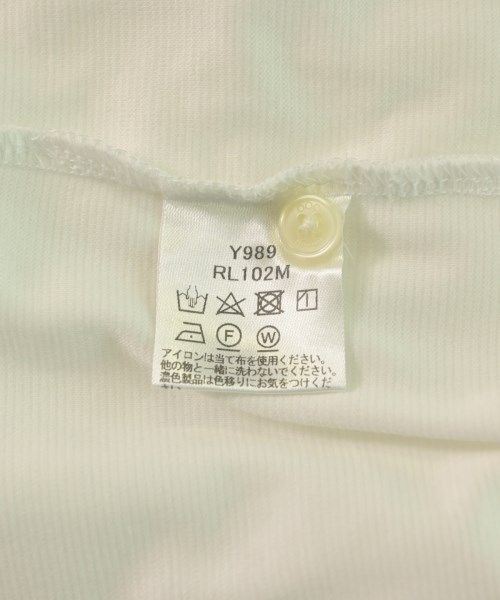 Y989
RL102M
F
W
アイロンは当て布を使用ください。
他の物と一緒に洗わないでください。
濃色製品は色移りにお気をつけくだ
さい